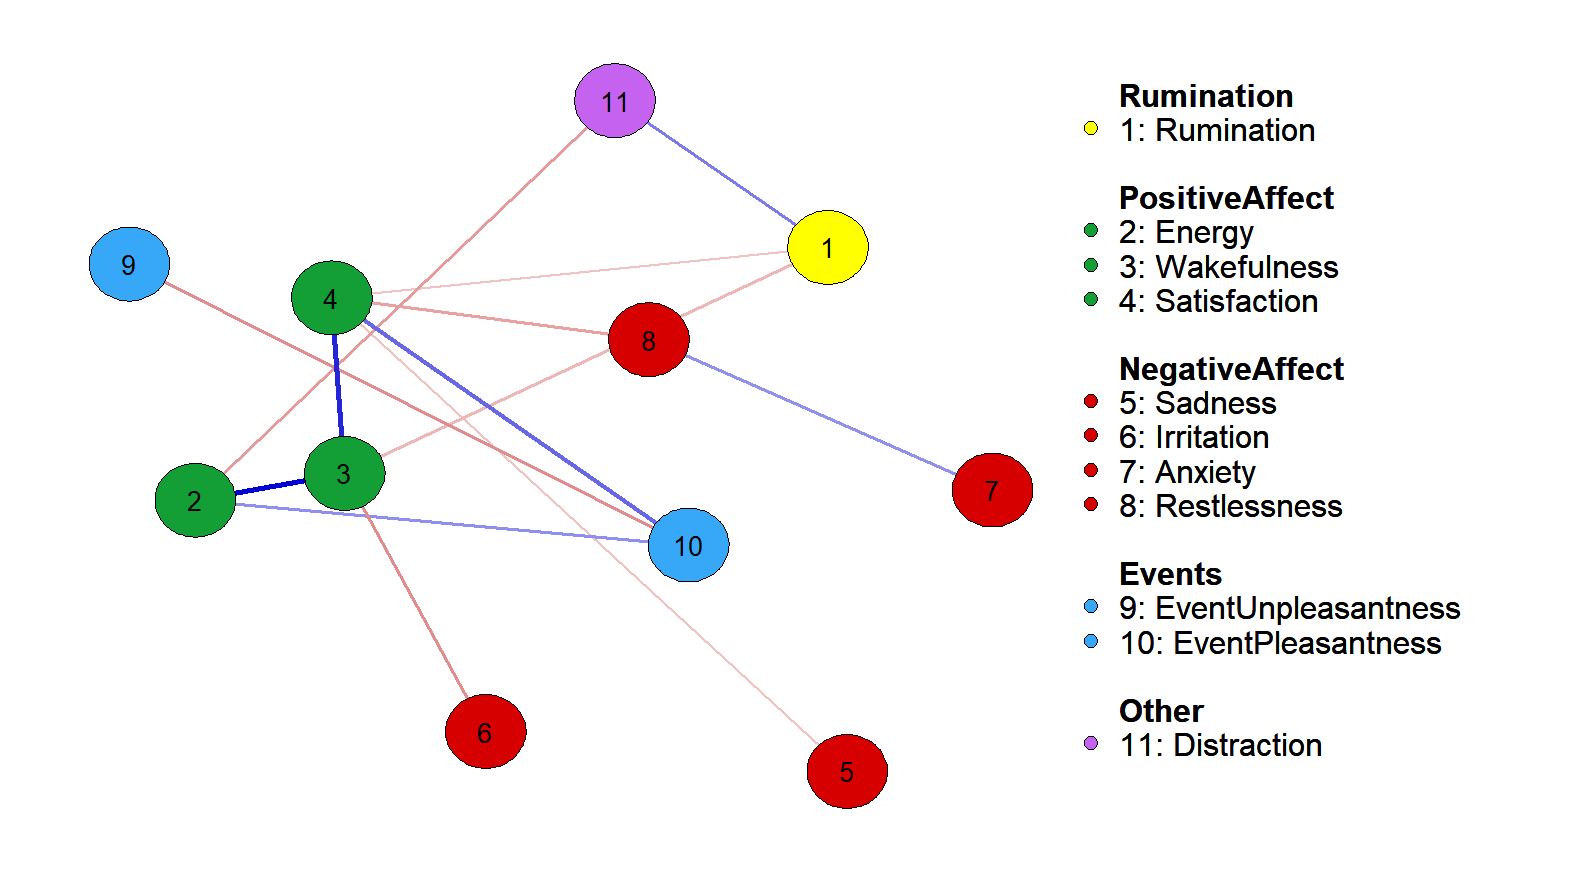 11
1
9
4
8
3
2
7
10
6
5
Rumination
1: Rumination
PositiveAffect
2: Energy
3: Wakefulness
4: Satisfaction
NegativeAffect
5: Sadness
6: Irritation
7: Anxiety
8: Restlessness
Events
9: EventUnpleasantness
10: EventPleasantness
Other
11: Distraction